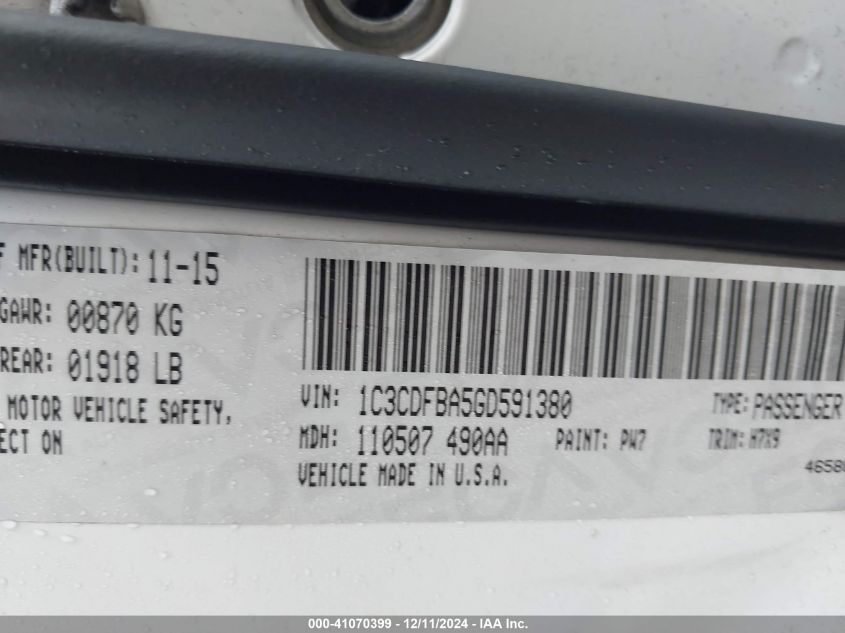 F MFR(BUILT): 11-15
GAWR: 00870 KG
REAR: 01918 LB
MOTOR VEHICLE SAFETY,
ECT ON
VIN: 1C3CDFBA5GD591380
TYPE: PASSENGER
MDH: 110507 490AA
PAINT: PW7
TRIM: H7X9
VEHICLE MADE IN U.S.A.
4658
000-41070399 - 12/11/2024 - IAA Inc.